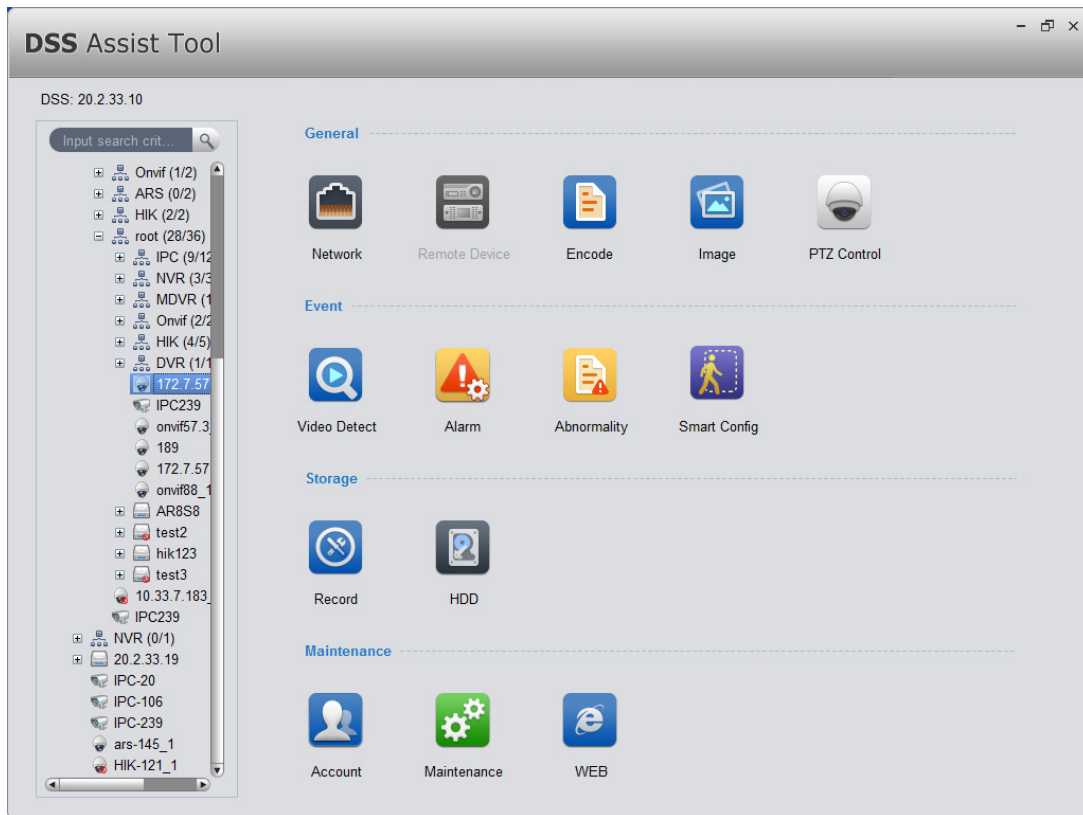 DSS Assist Tool
DSS: 20.2.33.10
Input search crit...
Onvif (1/2)
ARS (0/2)
HIK (2/2)
root (28/36)
IPC (9/12
NVR (3/3
MDVR (1
Onvif (2/2
HIK (4/5)
DVR (1/1
172.7.57
IPC239
onvif57.3_
189
172.7.57
onvif88_1
AR8S8
test2
hik123
test3
10.33.7.183_
IPC239
NVR (0/1)
20.2.33.19
IPC-20
IPC-106
IPC-239
ars-145_1
HIK-121_1
General
Network Remote Device Encode Image PTZ Control
Event
Video Detect Alarm Abnormality Smart Config
Storage
Record HDD
Maintenance
Account Maintenance WEB